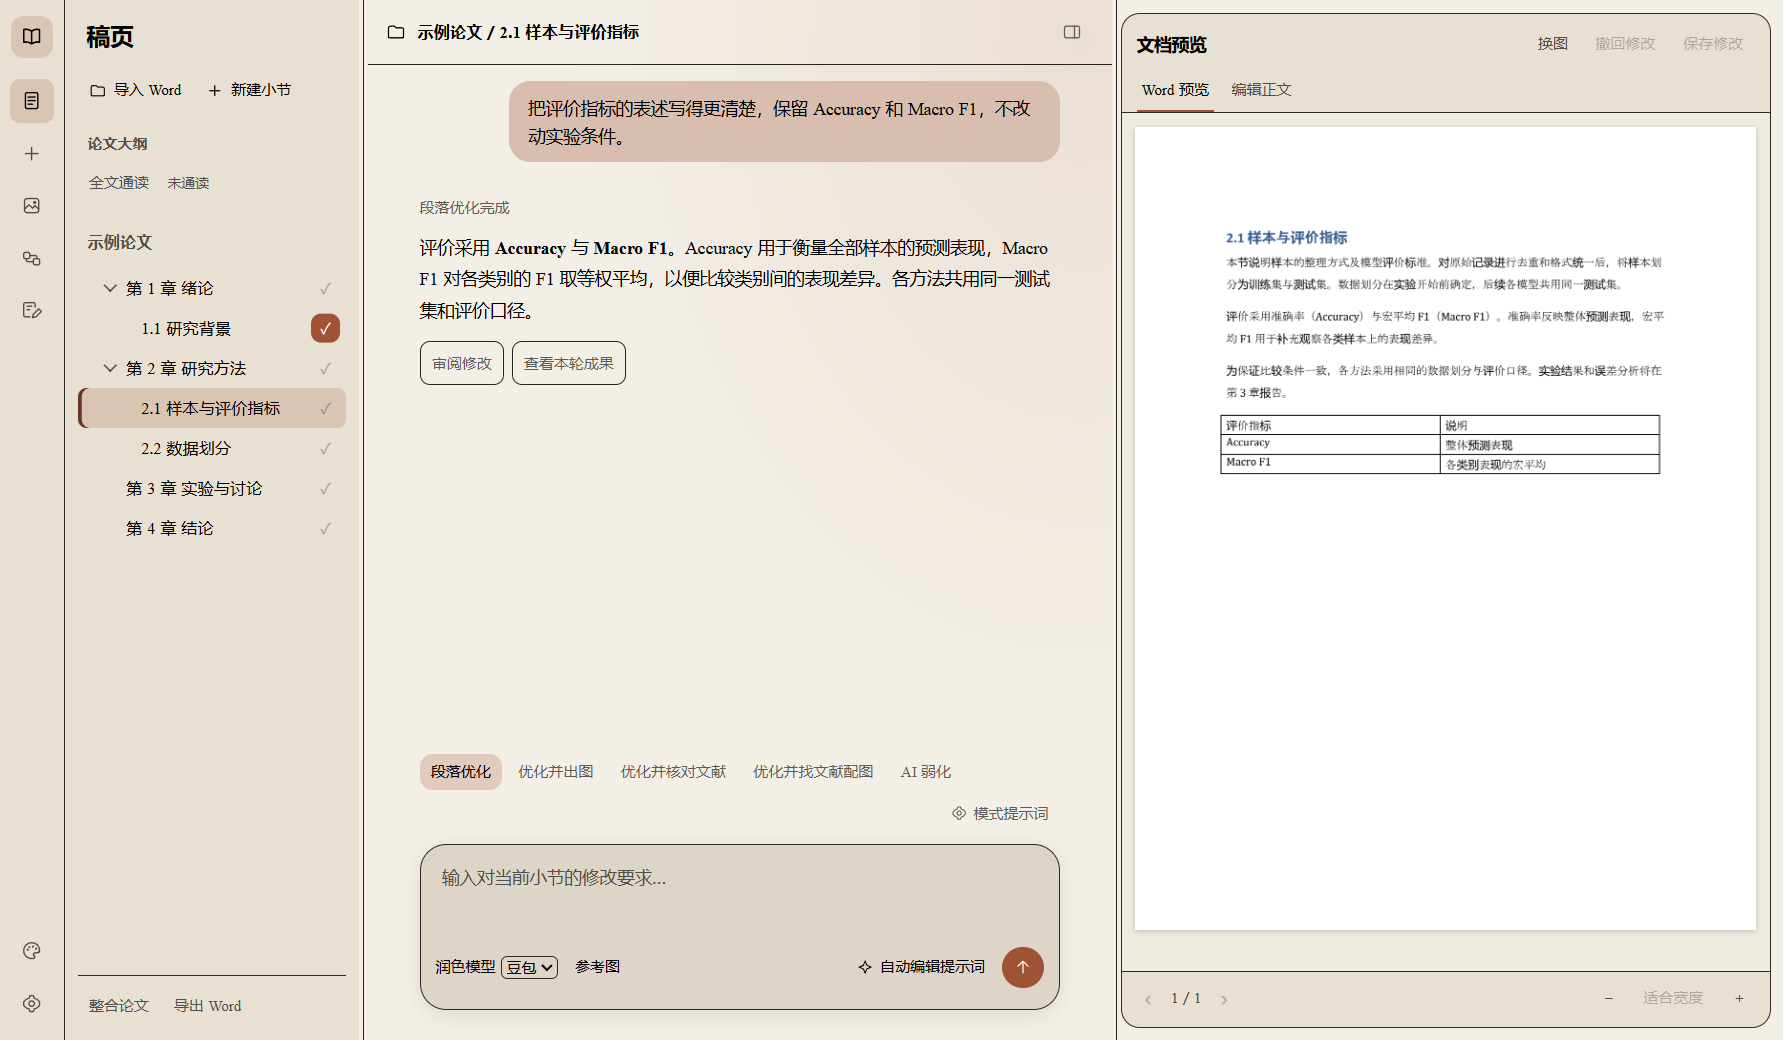 稿页
导入 Word
新建小节
论文大纲
全文通读 未通读
示例论文
第 1 章 绪论
1.1 研究背景
第 2 章 研究方法
2.1 样本与评价指标
2.2 数据划分
第 3 章 实验与讨论
第 4 章 结论
整合论文 导出 Word
示例论文 / 2.1 样本与评价指标
把评价指标的表述写得更清楚，保留 Accuracy 和 Macro F1，不改
动实验条件。
段落优化完成
评价采用 Accuracy 与 Macro F1。Accuracy 用于衡量全部样本的预测表现，Macro
F1 对各类别的 F1 取等权平均，以便比较类别间的表现差异。各方法共用同一测试
集和评价口径。
审阅修改 查看本轮成果
段落优化 优化并出图 优化并核对文献 优化并找文献配图 AI 弱化
模式提示词
输入对当前小节的修改要求...
润色模型 豆包 参考图 自动编辑提示词
文档预览 换图 撤回修改 保存修改
Word 预览 编辑正文
2.1 样本与评价指标
本节说明样本的整理方式及模型评价标准。对原始记录进行去重和格式统一后，将样本划
分为训练集与测试集。数据划分在实验开始前确定，后续各模型共用同一测试集。
评价采用准确率（Accuracy）与宏平均 F1（Macro F1）。准确率反映整体预测表现，宏平
均 F1 用于补充观察各类样本上的表现差异。
为保证比较条件一致，各方法采用相同的数据划分与评价口径。实验结果和误差分析将在
第 3 章报告。
评价指标 说明
Accuracy 整体预测表现
Macro F1 各类别表现的宏平均
1 / 1 − 适合宽度 +